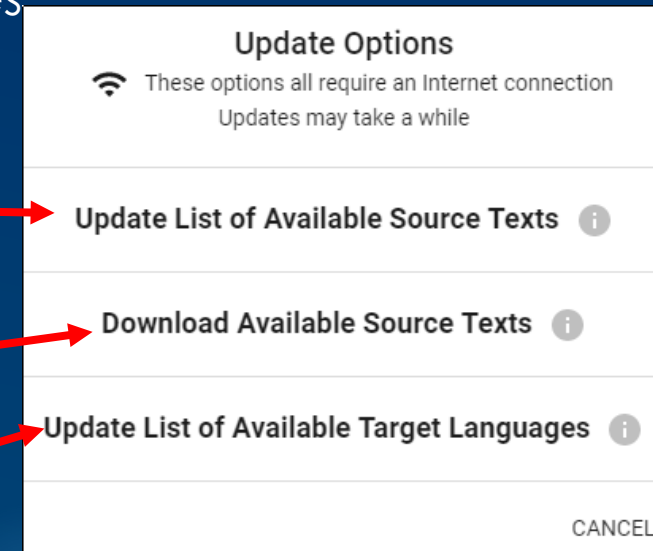 es
Update Options
These options all require an Internet connection
Updates may take a while
Update List of Available Source Texts
Download Available Source Texts
Update List of Available Target Languages
CANCEL